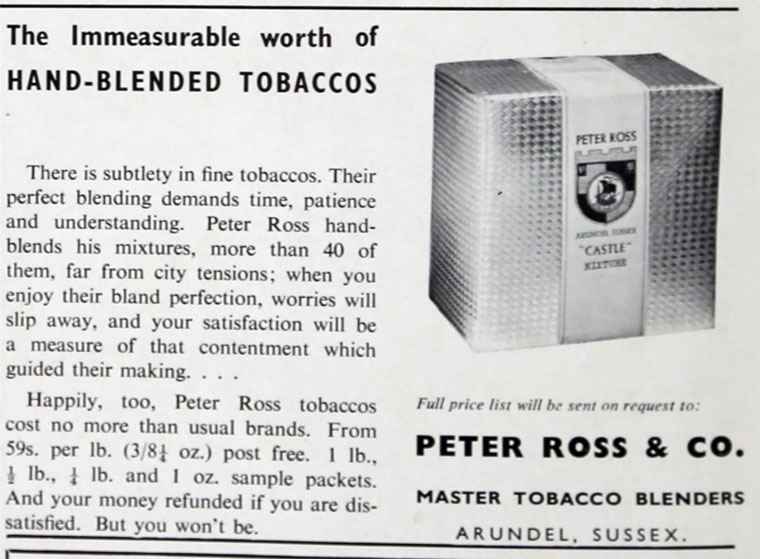 The Immeasurable worth of
HAND-BLENDED TOBACCOS
There is subtlety in fine tobaccos. Their
perfect blending demands time, patience
and understanding. Peter Ross hand-
blends his mixtures, more than 40 of
them, far from city tensions; when you
enjoy their bland perfection, worries will
slip away, and your satisfaction will be
a measure of that contentment which
guided their making. . . .
Happily, too, Peter Ross tobaccos
cost no more than usual brands. From
59s. per lb. (3/8¼ oz.) post free. 1 lb.,
½ lb., ¼ lb. and 1 oz. sample packets.
And your money refunded if you are dis-
satisfied. But you won't be.
PETER ROSS
P R
ARUNDEL SUSSEX
"CASTLE"
MIXTURE
Full price list will be sent on request to:
PETER ROSS & CO.
MASTER TOBACCO BLENDERS
ARUNDEL, SUSSEX.